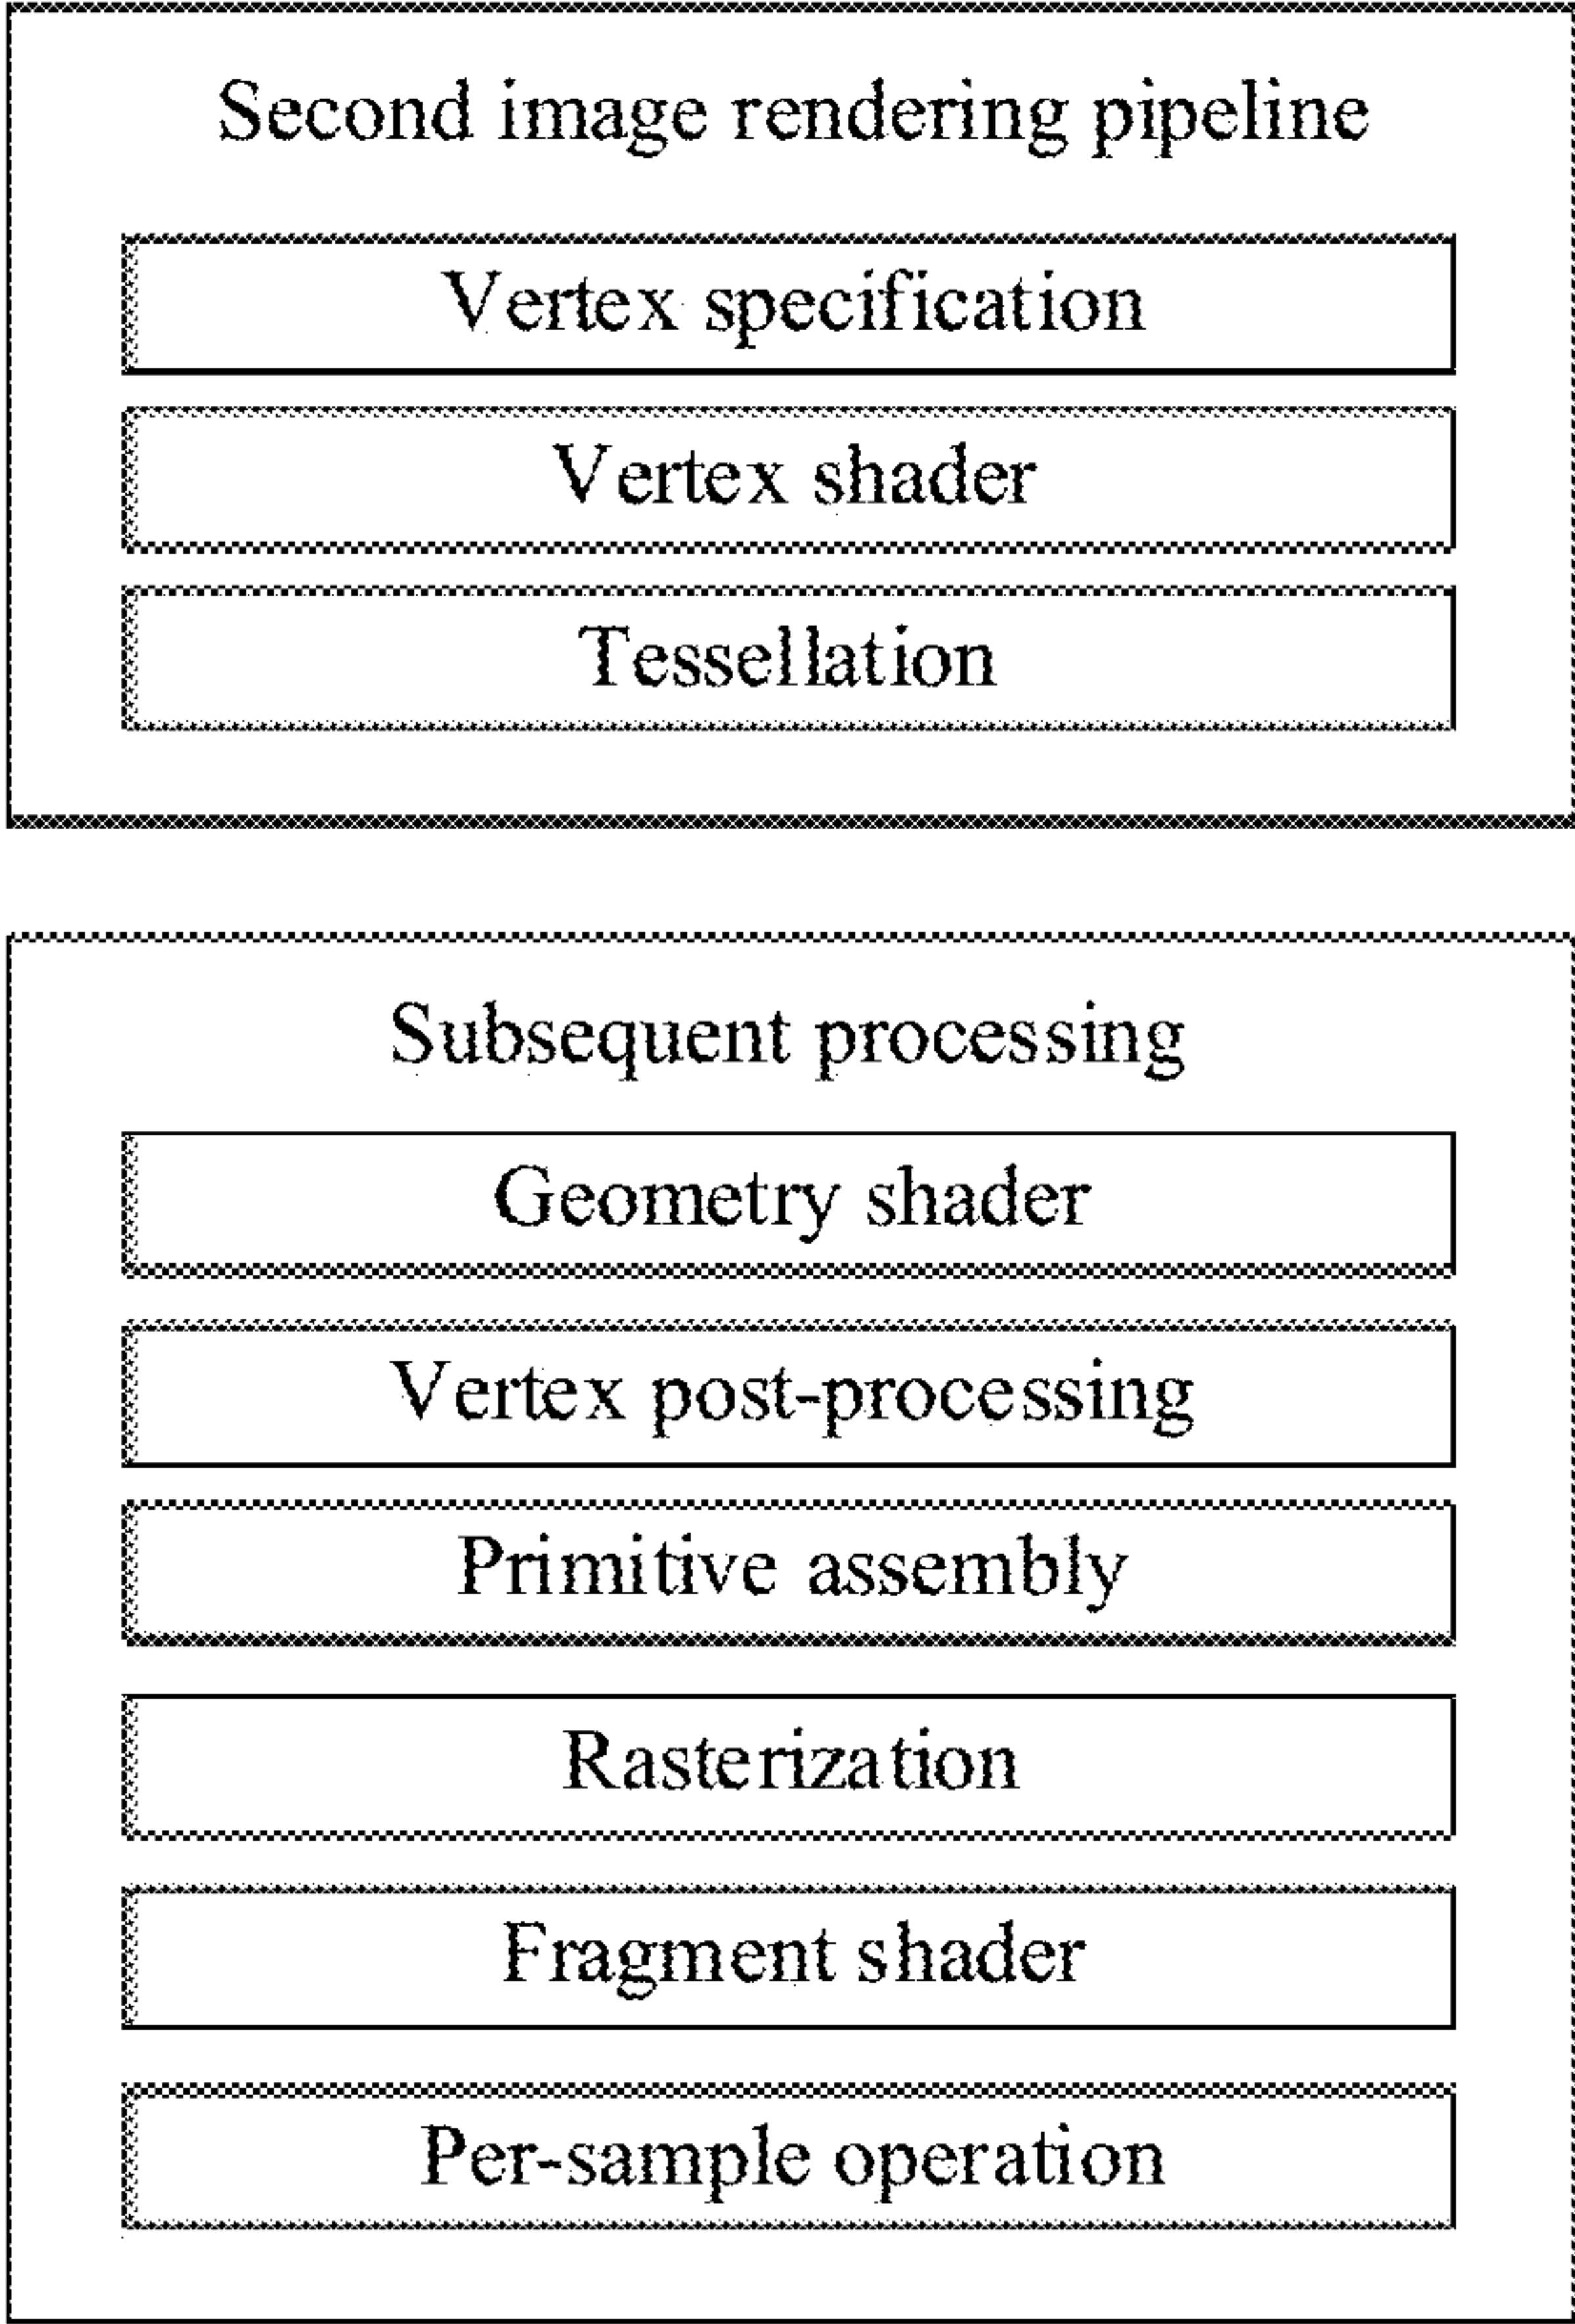 Second image rendering pipeline
Vertex specification
Vertex shader
Tessellation
Subsequent processing
Geometry shader
Vertex post-processing
Primitive assembly
Rasterization
Fragment shader
Per-sample operation